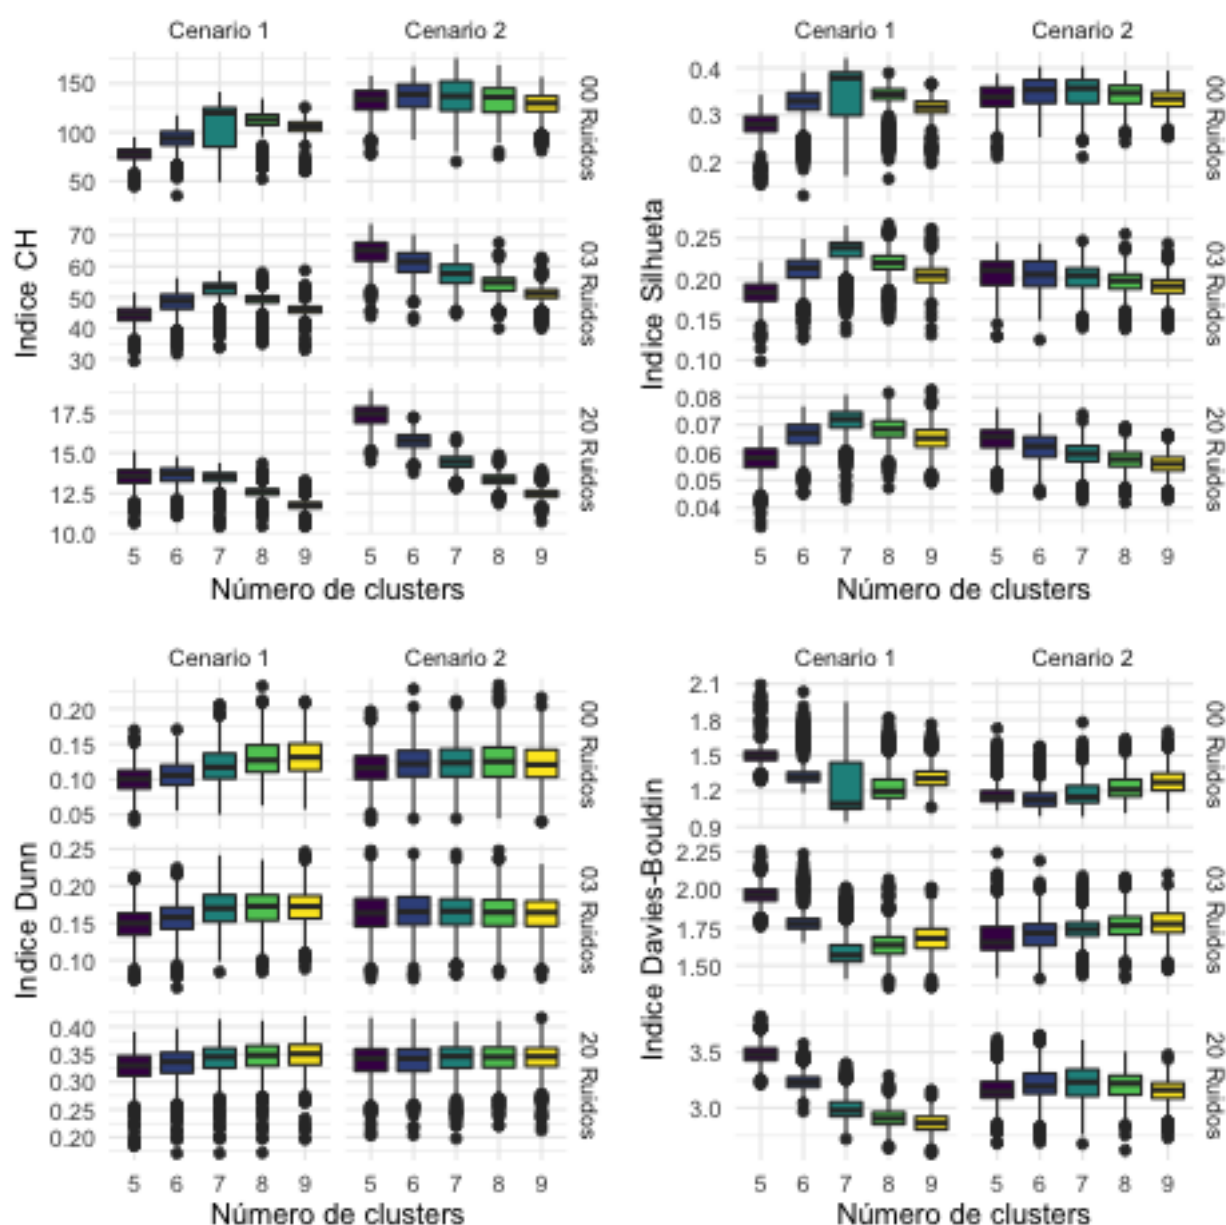 Cenario 1 Cenario 2
150
100
50
00 Ruidos
Indice CH
70
60
50
40
30
03 Ruidos
17.5
15.0
12.5
10.0
20 Ruidos
5 6 7 8 9 5 6 7 8 9
Número de clusters
Cenario 1 Cenario 2
0.4
0.3
0.2
00 Ruidos
Indice Silhueta
0.25
0.20
0.15
0.10
03 Ruidos
0.08
0.07
0.06
0.05
0.04
20 Ruidos
5 6 7 8 9 5 6 7 8 9
Número de clusters
Cenario 1 Cenario 2
0.20
0.15
0.10
0.05
00 Ruidos
Indice Dunn
0.25
0.20
0.15
0.10
03 Ruidos
0.40
0.35
0.30
0.25
0.20
20 Ruidos
5 6 7 8 9 5 6 7 8 9
Número de clusters
Cenario 1 Cenario 2
2.1
1.8
1.5
1.2
0.9
00 Ruidos
Indice Davies-Bouldin
2.25
2.00
1.75
1.50
03 Ruidos
3.5
3.0
20 Ruidos
5 6 7 8 9 5 6 7 8 9
Número de clusters